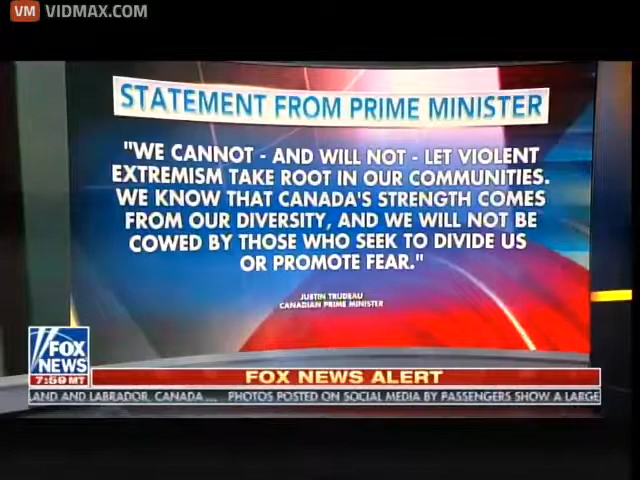 VM VIDMAX.COM
STATEMENT FROM PRIME MINISTER
"WE CANNOT - AND WILL NOT - LET VIOLENT
EXTREMISM TAKE ROOT IN OUR COMMUNITIES.
WE KNOW THAT CANADA'S STRENGTH COMES
FROM OUR DIVERSITY, AND WE WILL NOT BE
COWED BY THOSE WHO SEEK TO DIVIDE US
OR PROMOTE FEAR."
JUSTIN TRUDEAU
CANADIAN PRIME MINISTER
FOX
NEWS
7:59 MT
FOX NEWS ALERT
LAND AND LABRADOR, CANADA ... PHOTOS POSTED ON SOCIAL MEDIA BY PASSENGERS SHOW A LARGE